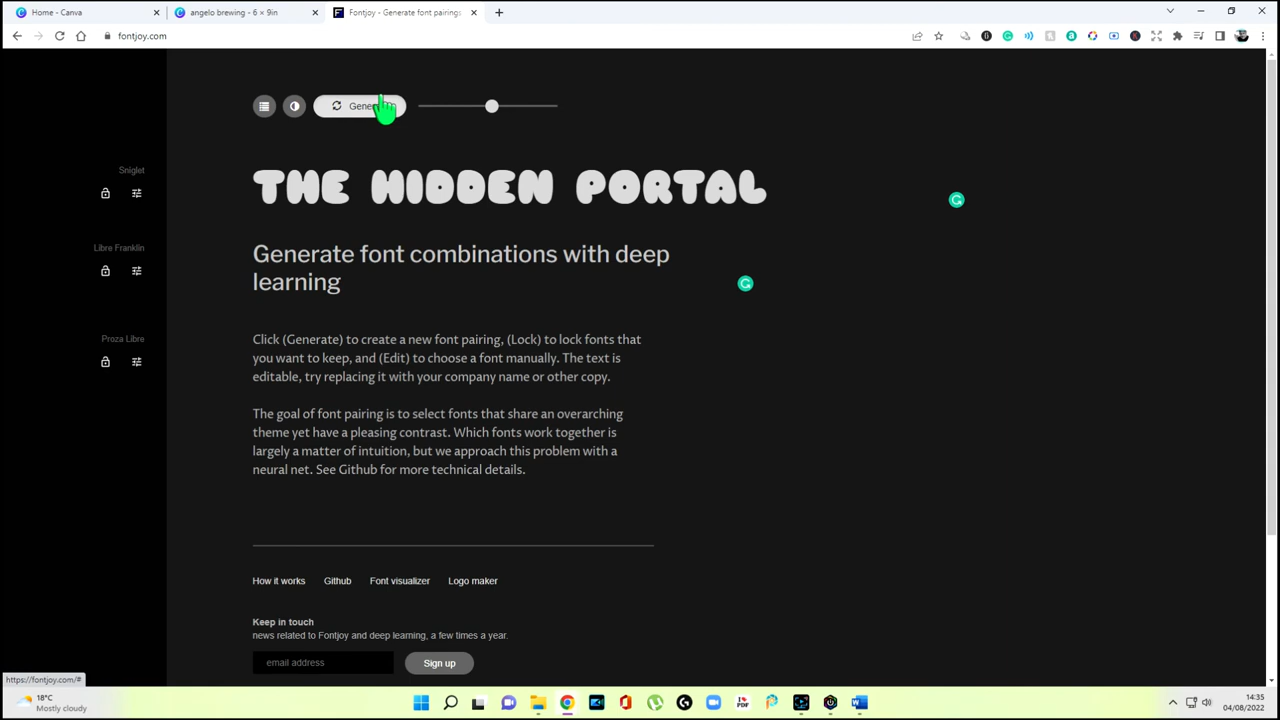 Home - Canva
angelo brewing - 6 × 9in
Fontjoy - Generate font pairings
fontjoy.com
THE HIDDEN PORTAL
Sniglet
Generate font combinations with deep
learning
Libre Franklin
Click (Generate) to create a new font pairing, (Lock) to lock fonts that
you want to keep, and (Edit) to choose a font manually. The text is
editable, try replacing it with your company name or other copy.
Proza Libre
The goal of font pairing is to select fonts that share an overarching
theme yet have a pleasing contrast. Which fonts work together is
largely a matter of intuition, but we approach this problem with a
neural net. See Github for more technical details.
How it works Github Font visualizer Logo maker
Keep in touch
news related to Fontjoy and deep learning, a few times a year.
email address Sign up
https://fontjoy.com/#
18°C
Mostly cloudy
PDF
14:35
04/08/2022